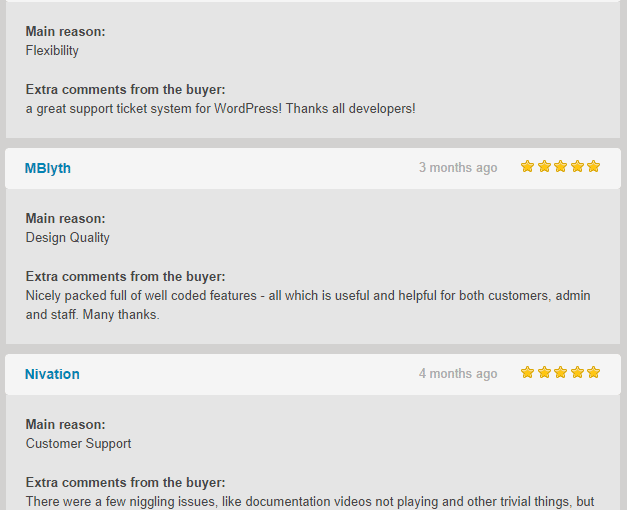 Main reason:
Flexibility
Extra comments from the buyer:
a great support ticket system for WordPress! Thanks all developers!
MBlyth 3 months ago
Main reason:
Design Quality
Extra comments from the buyer:
Nicely packed full of well coded features - all which is useful and helpful for both customers, admin
and staff. Many thanks.
Nivation 4 months ago
Main reason:
Customer Support
Extra comments from the buyer:
There were a few niggling issues, like documentation videos not playing and other trivial things, but